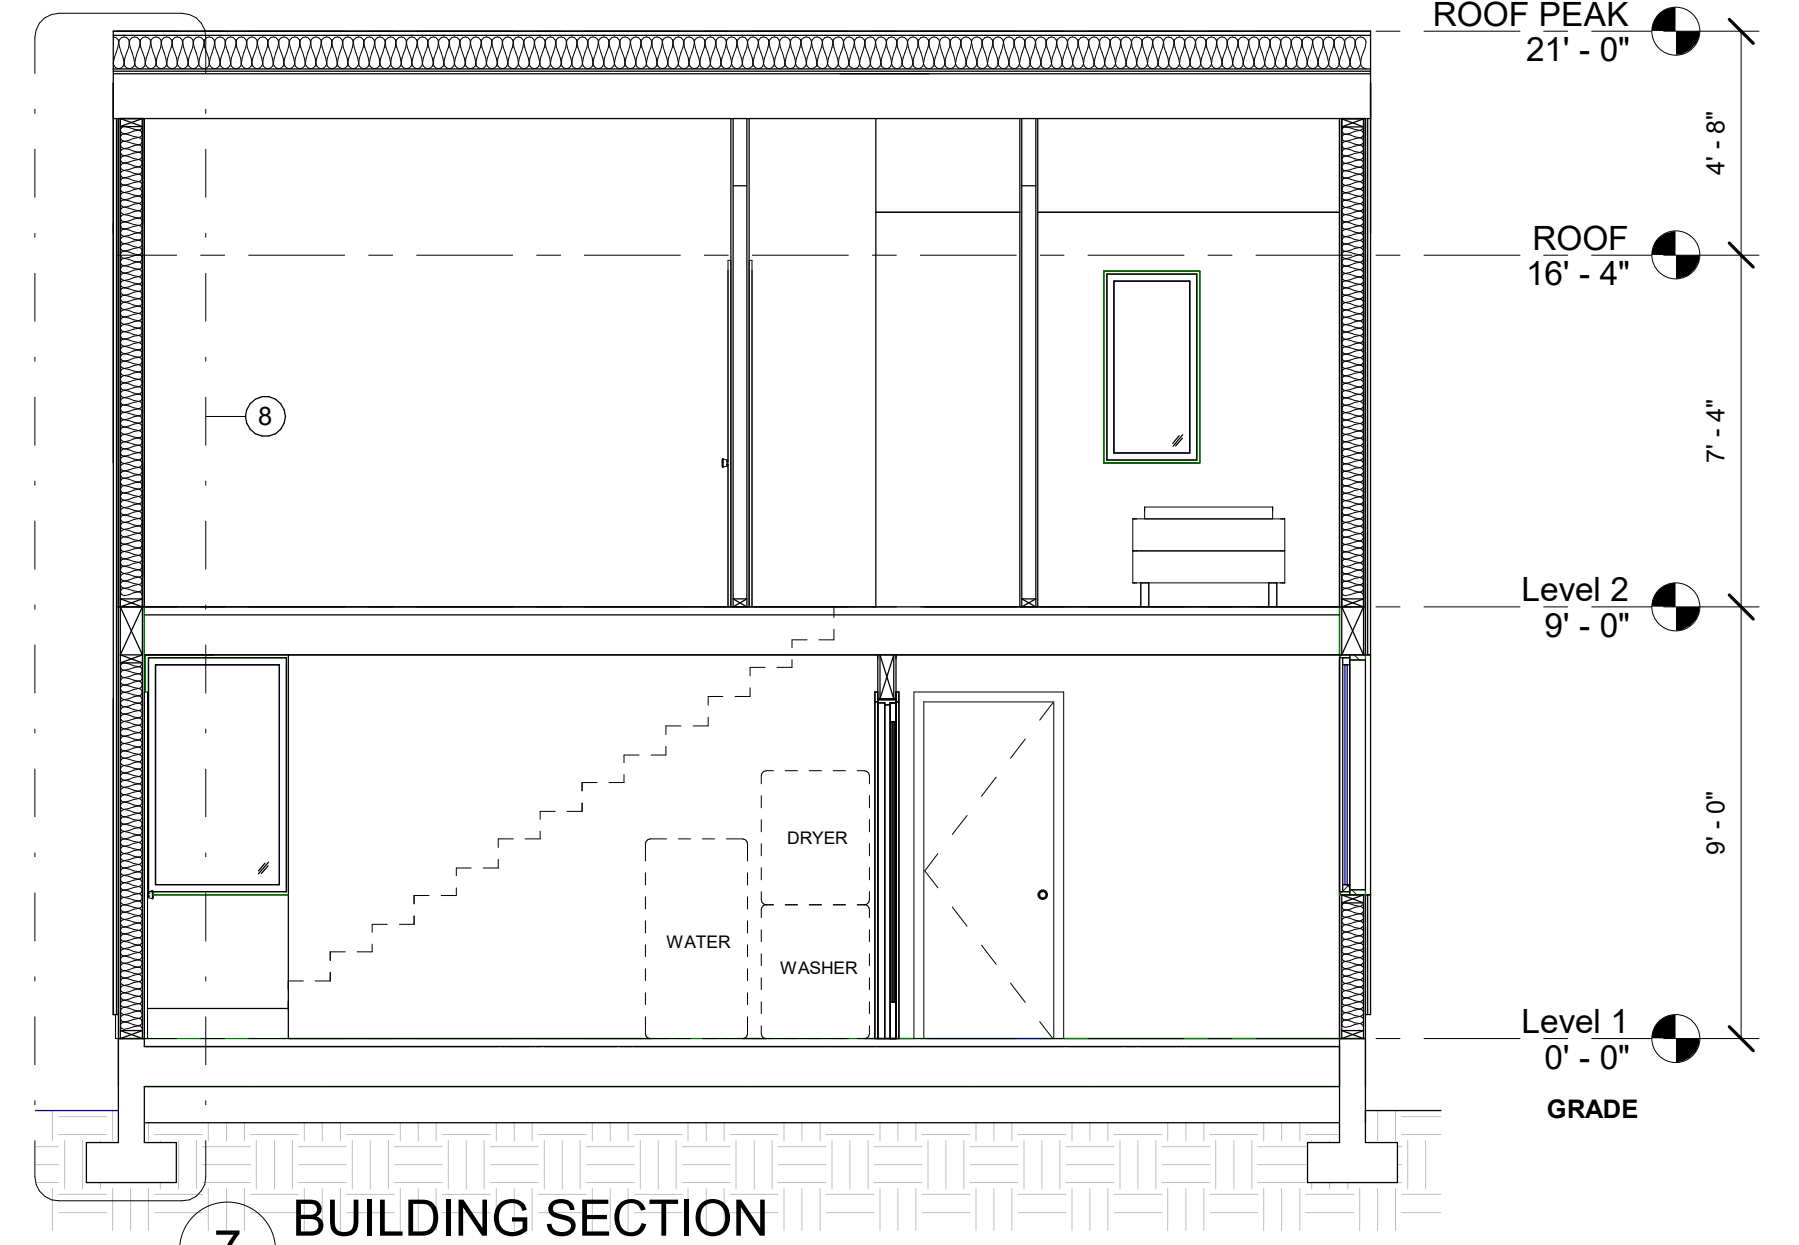 ROOF PEAK
21' - 0"
4' - 8"
ROOF
16' - 4"
8
7' - 4"
Level 2
9' - 0"
DRYER
9' - 0"
WATER
WASHER
Level 1
0' - 0"
GRADE
BUILDING SECTION
7